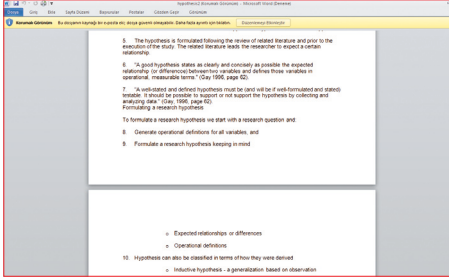 hypothesis2 [Korumalı Görünüm] - Microsoft Word
Dosya Giriş Ekle Sayfa Düzeni Başvurular Postalar Gözden Geçir Görünüm
Korumalı Görünüm Bu dosyanın kaynağı bir e-posta eki; dosya güvenli olmayabilir. Daha fazla ayrıntı için tıklatın. Düzenlemeyi Etkinleştir
5. The hypothesis is formulated following the review of related literature and prior to the
execution of the study. The related literature leads the researcher to expect a certain
relationship.
6. "A good hypothesis states as clearly and concisely as possible the expected
relationship (or difference) between two variables and defines those variables in
operational, measurable terms." (Gay, 1996, page 62).
7. "A well-stated and defined hypothesis must be (and will be if well-formulated and stated)
testable. It should be possible to support or not support the hypothesis by collecting and
analyzing data." (Gay, 1996, page 62).
Formulating a research hypothesis
To formulate a research hypothesis we start with a research question and
8. Generate operational definitions for all variables, and
9. Formulate a research hypothesis keeping in mind
o Expected relationships or differences
o Operational definitions
10. Hypothesis can also be classified in terms of how they were derived
o Inductive hypothesis - a generalization based on observation